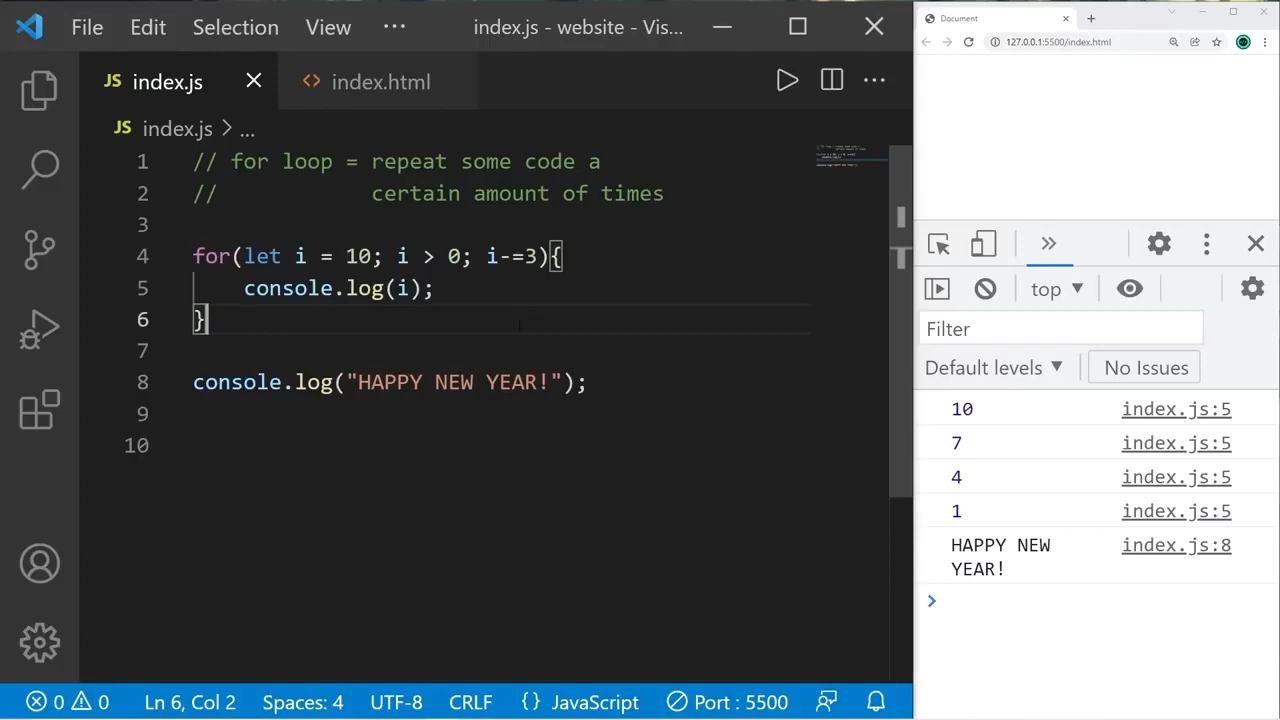 File Edit Selection View ··· index.js - website - Vis...
JS index.js index.html
JS index.js > ...
1 // for loop = repeat some code a
2 // certain amount of times
3
4 for(let i = 10; i > 0; i-=3){
5 console.log(i);
6 }
7
8 console.log("HAPPY NEW YEAR!");
9
10
0 0 Ln 6, Col 2 Spaces: 4 UTF-8 CRLF {} JavaScript Port : 5500
Document
127.0.0.1:5500/index.html
top
Filter
Default levels No Issues
10 index.js:5
7 index.js:5
4 index.js:5
1 index.js:5
HAPPY NEW index.js:8
YEAR!